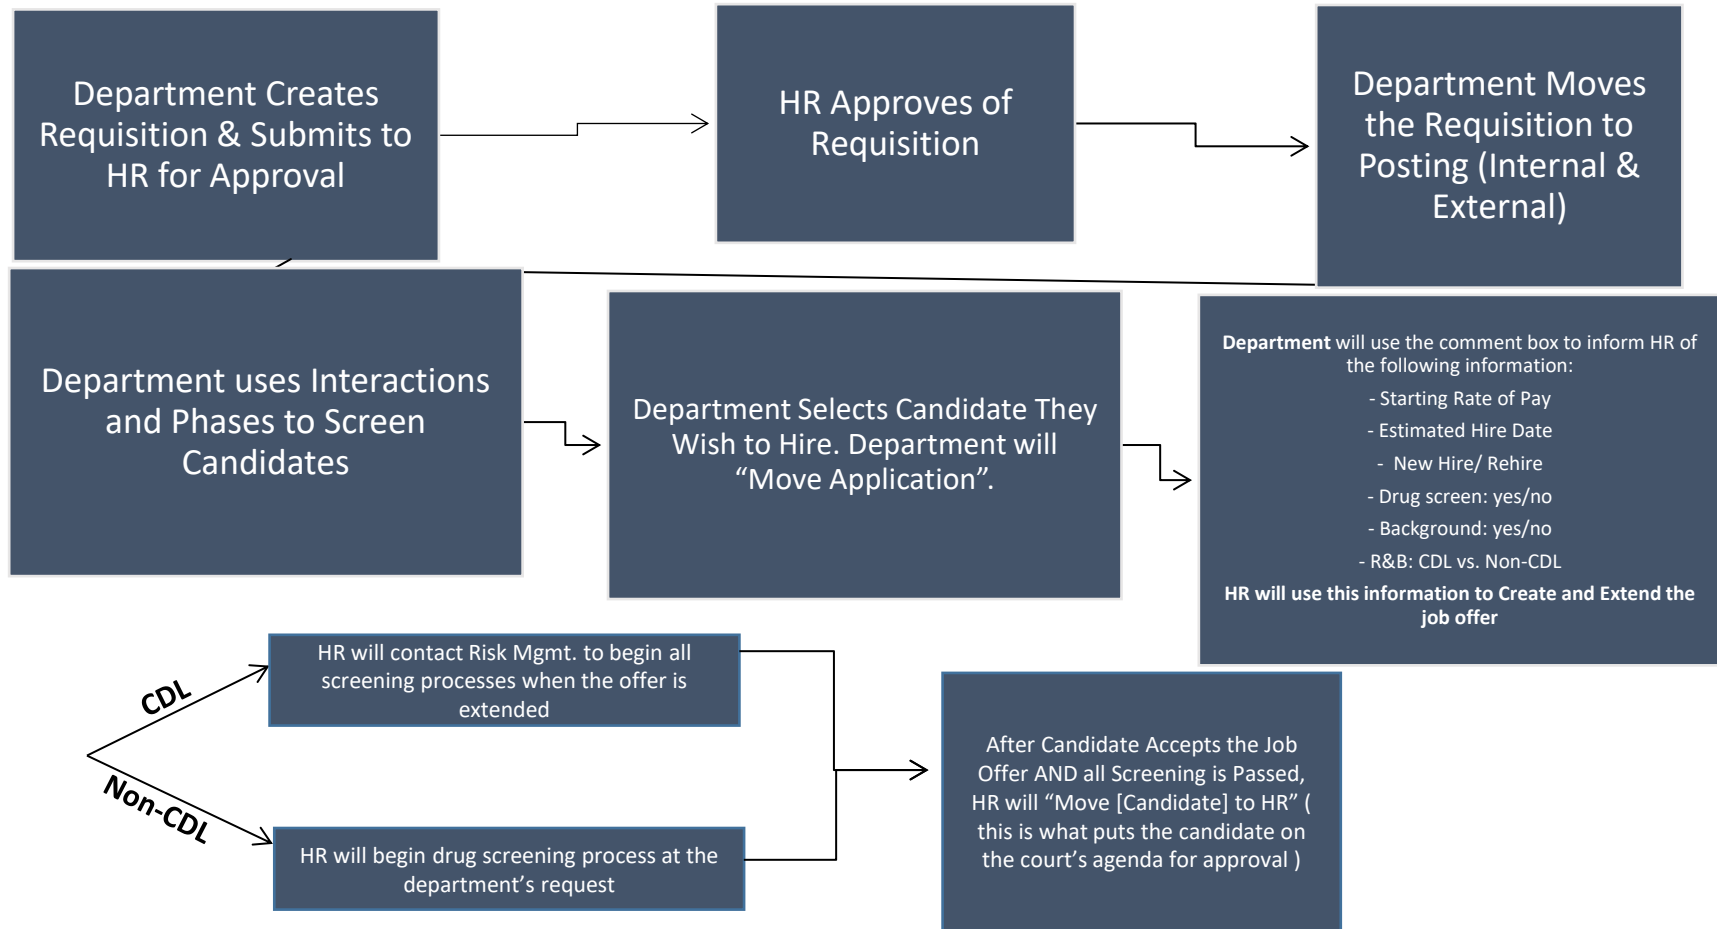 Department Creates
Requisition & Submits to
HR for Approval
HR Approves of
Requisition
Department Moves
the Requisition to
Posting (Internal &
External)
Department uses Interactions
and Phases to Screen
Candidates
Department Selects Candidate They
Wish to Hire. Department will
“Move Application”.
Department will use the comment box to inform HR of
the following information:
- Starting Rate of Pay
- Estimated Hire Date
- New Hire/ Rehire
- Drug screen: yes/no
- Background: yes/no
- R&B: CDL vs. Non-CDL
HR will use this information to Create and Extend the
job offer
CDL
HR will contact Risk Mgmt. to begin all
screening processes when the offer is
extended
Non-CDL
HR will begin drug screening process at the
department’s request
After Candidate Accepts the Job
Offer AND all Screening is Passed,
HR will “Move [Candidate] to HR” (
this is what puts the candidate on
the court’s agenda for approval )